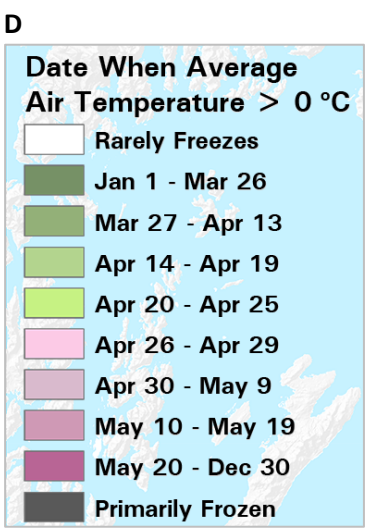 D
Date When Average
Air Temperature > 0 ºC
Rarely Freezes
Jan 1 - Mar 26
Mar 27 - Apr 13
Apr 14 - Apr 19
Apr 20 - Apr 25
Apr 26 - Apr 29
Apr 30 - May 9
May 10 - May 19
May 20 - Dec 30
Primarily Frozen